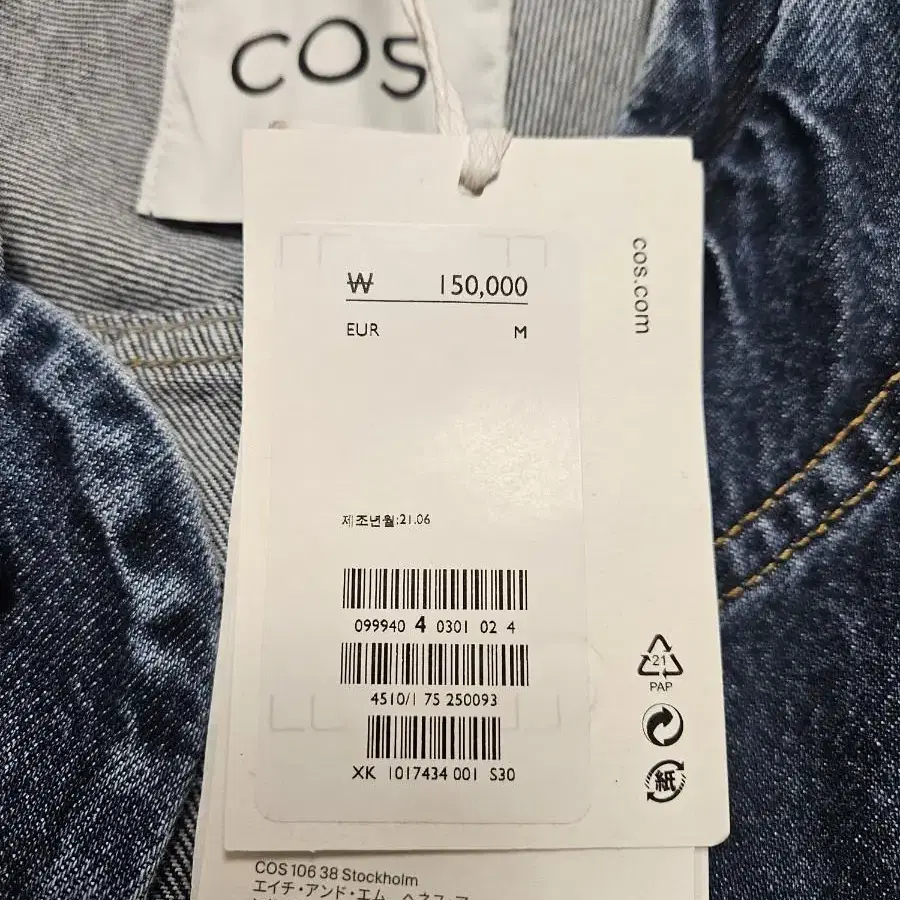 COS
cos.com
₩ 150,000
EUR M
제조년월:21.06
099940 4 0301 02 4
4510/1 75 250093
XK 1017434 001 S30
21
PAP
紙
COS 106 38 Stockholm
エイチ・アンド・エム